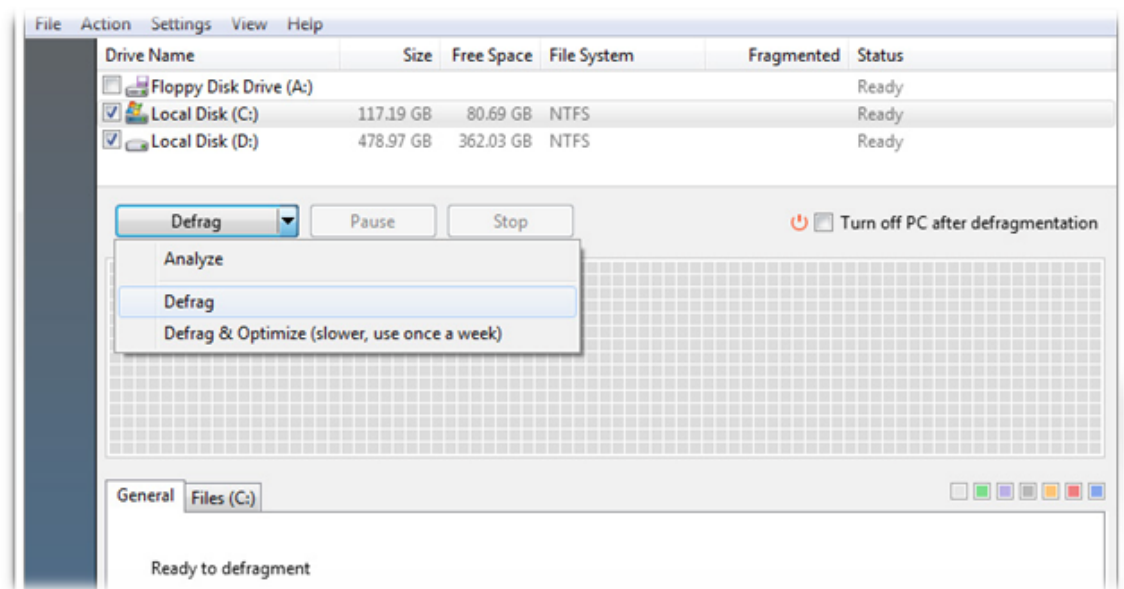 File Action Settings View Help
Drive Name Size Free Space File System Fragmented Status
Floppy Disk Drive (A:) Ready
Local Disk (C:) 117.19 GB 80.69 GB NTFS Ready
Local Disk (D:) 478.97 GB 362.03 GB NTFS Ready
Defrag Pause Stop Turn off PC after defragmentation
Analyze
Defrag
Defrag & Optimize (slower, use once a week)
General Files (C:)
Ready to defragment